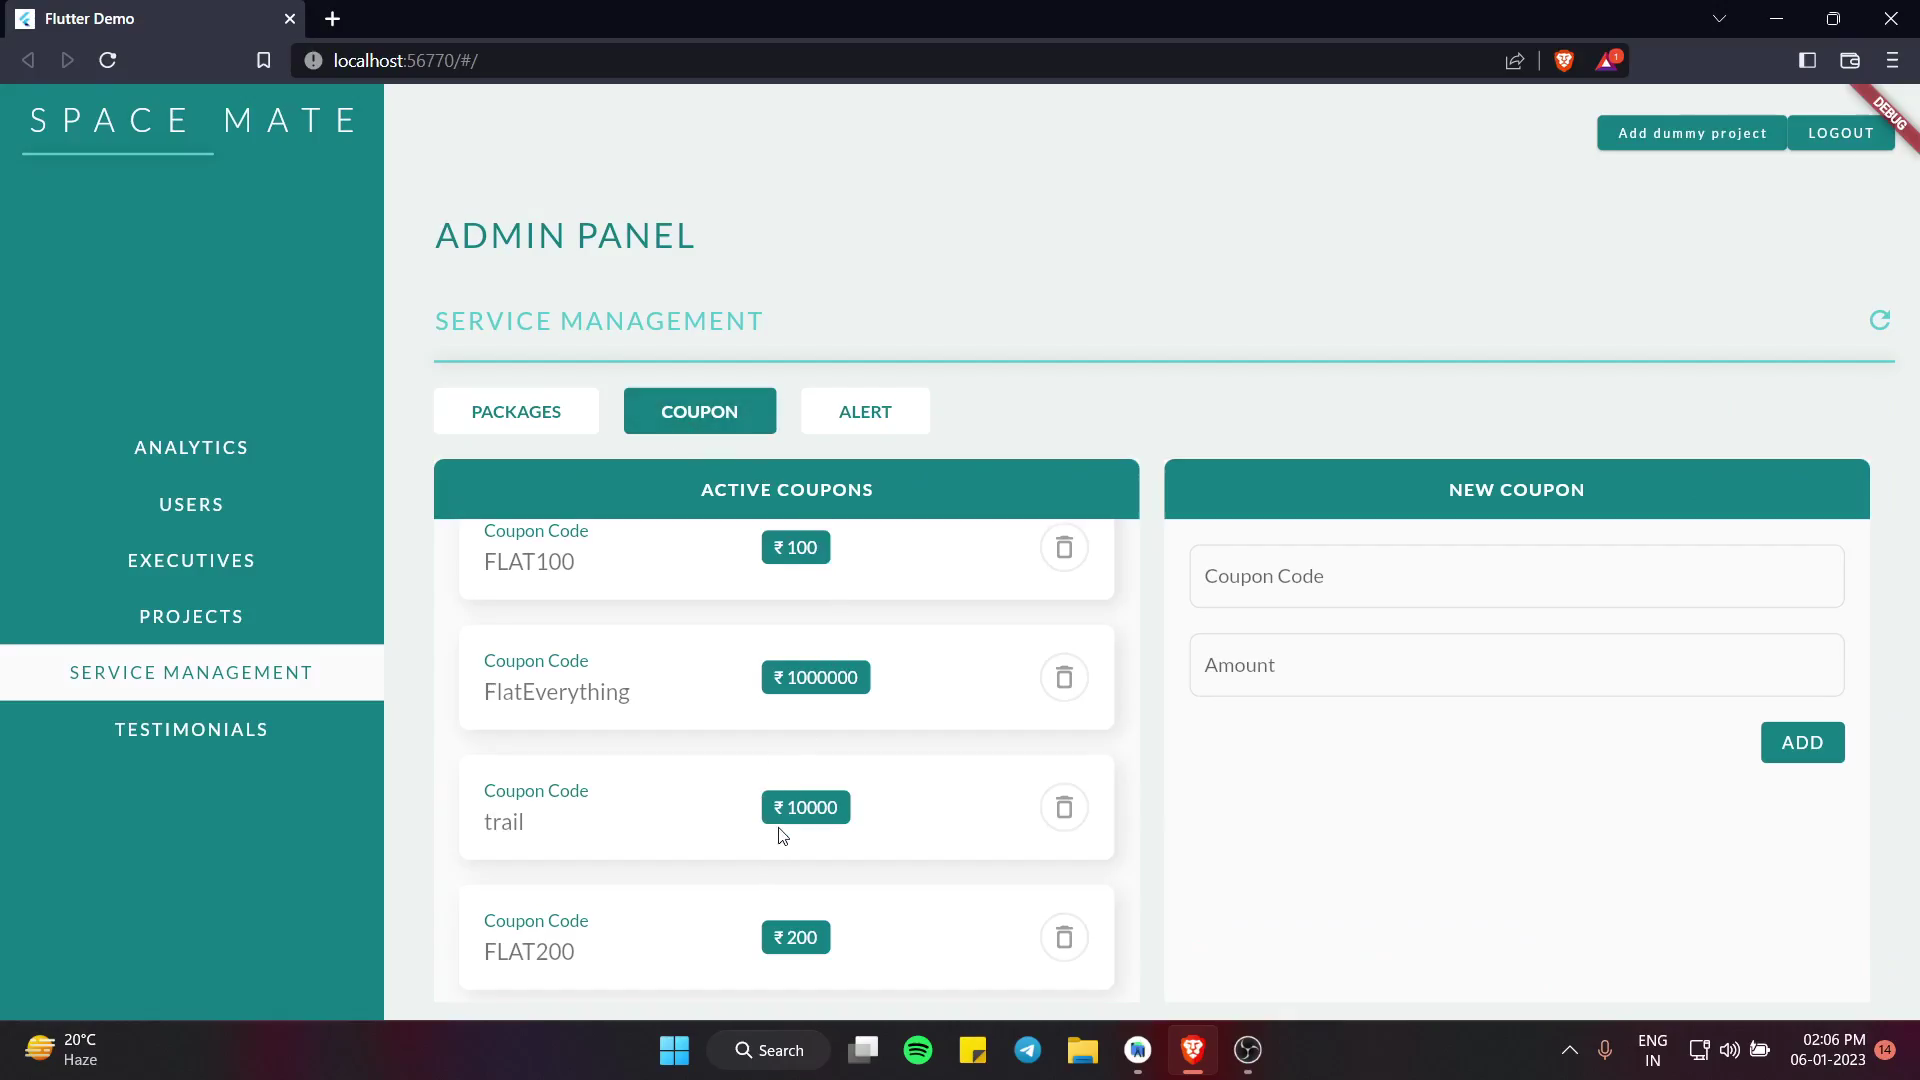 Flutter Demo
localhost:56770/#/
1
SPACE MATE
Add dummy project
LOGOUT
DEBUG
ADMIN PANEL
SERVICE MANAGEMENT
PACKAGES
COUPON
ALERT
ANALYTICS
USERS
EXECUTIVES
PROJECTS
SERVICE MANAGEMENT
TESTIMONIALS
ACTIVE COUPONS
Coupon Code
FLAT100
₹ 100
Coupon Code
FlatEverything
₹ 1000000
Coupon Code
trail
₹ 10000
Coupon Code
FLAT200
₹ 200
NEW COUPON
Coupon Code
Amount
ADD
20°C
Haze
Search
ENG
IN
02:06 PM
06-01-2023
14